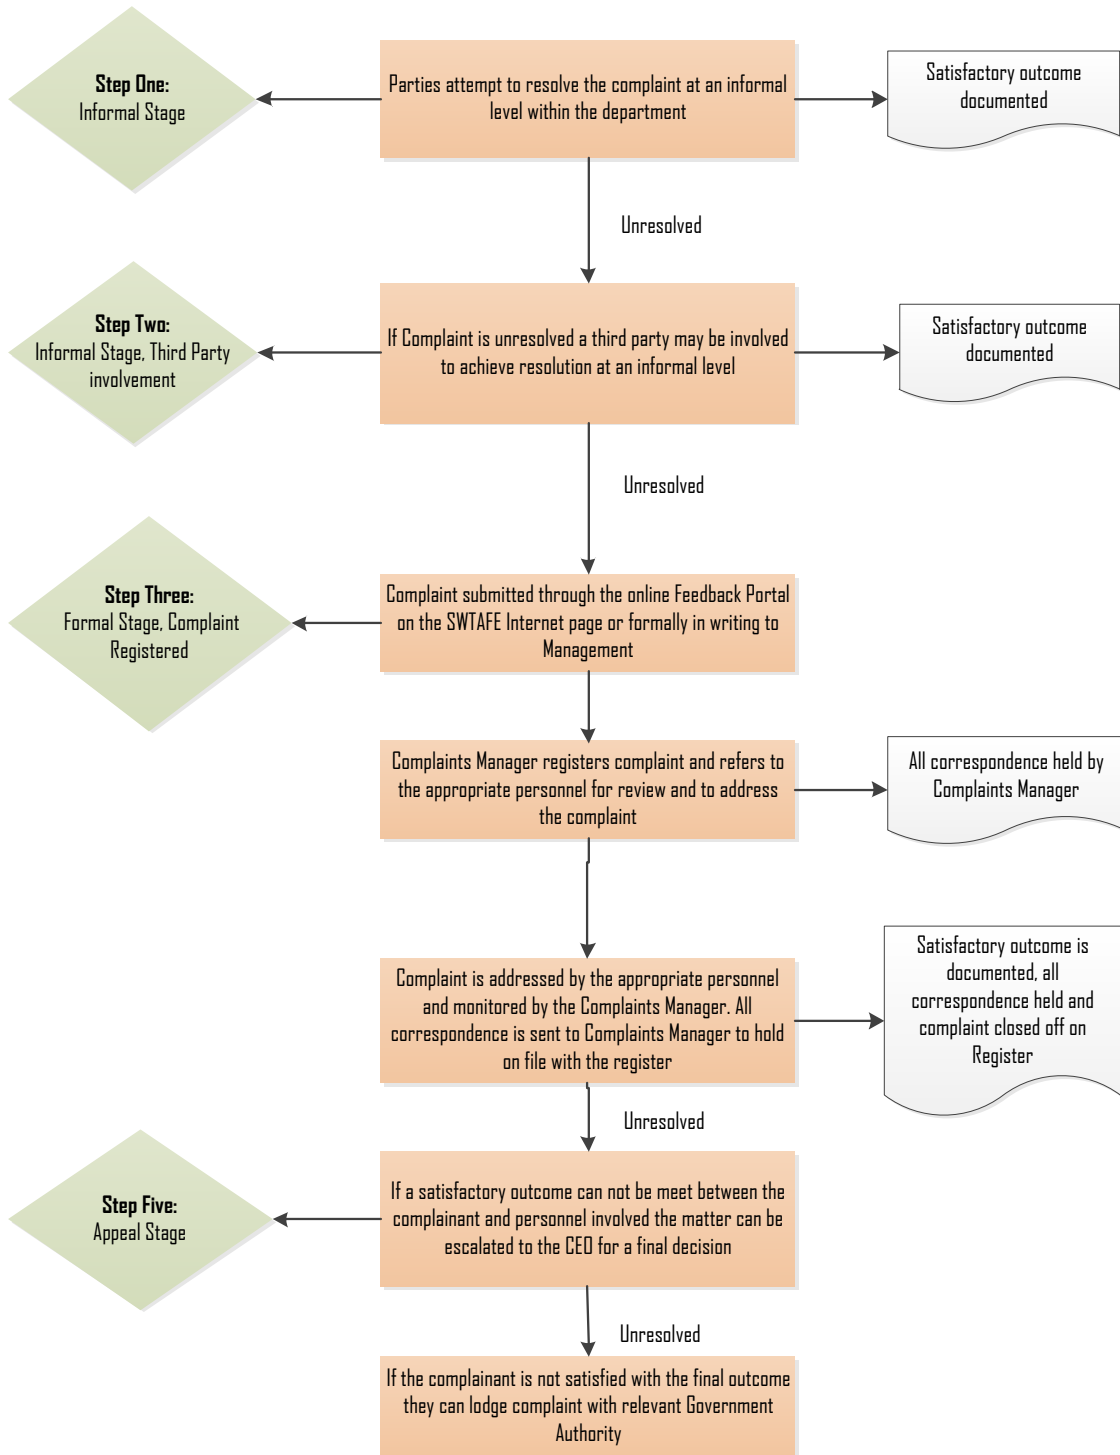 Step One:
Informal Stage
Parties attempt to resolve the complaint at an informal
level within the department
Satisfactory outcome
documented
Unresolved
Step Two:
Informal Stage, Third Party
involvement
If Complaint is unresolved a third party may be involved
to achieve resolution at an informal level
Satisfactory outcome
documented
Unresolved
Step Three:
Formal Stage, Complaint
Registered
Complaint submitted through the online Feedback Portal
on the SWTAFE Internet page or formally in writing to
Management
Complaints Manager registers complaint and refers to
the appropriate personnel for review and to address
the complaint
All correspondence held by
Complaints Manager
Complaint is addressed by the appropriate personnel
and monitored by the Complaints Manager. All
correspondence is sent to Complaints Manager to hold
on file with the register
Satisfactory outcome is
documented, all
correspondence held and
complaint closed off on
Register
Unresolved
Step Five:
Appeal Stage
If a satisfactory outcome can not be meet between the
complainant and personnel involved the matter can be
escalated to the CEO for a final decision
Unresolved
If the complainant is not satisfied with the final outcome
they can lodge complaint with relevant Government
Authority